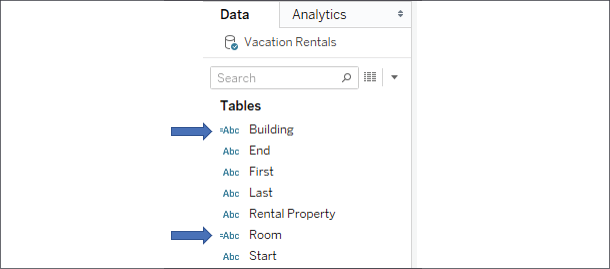 Data Analytics
Vacation Rentals
Search
Tables
=Abc Building
Abc End
Abc First
Abc Last
Abc Rental Property
=Abc Room
Abc Start